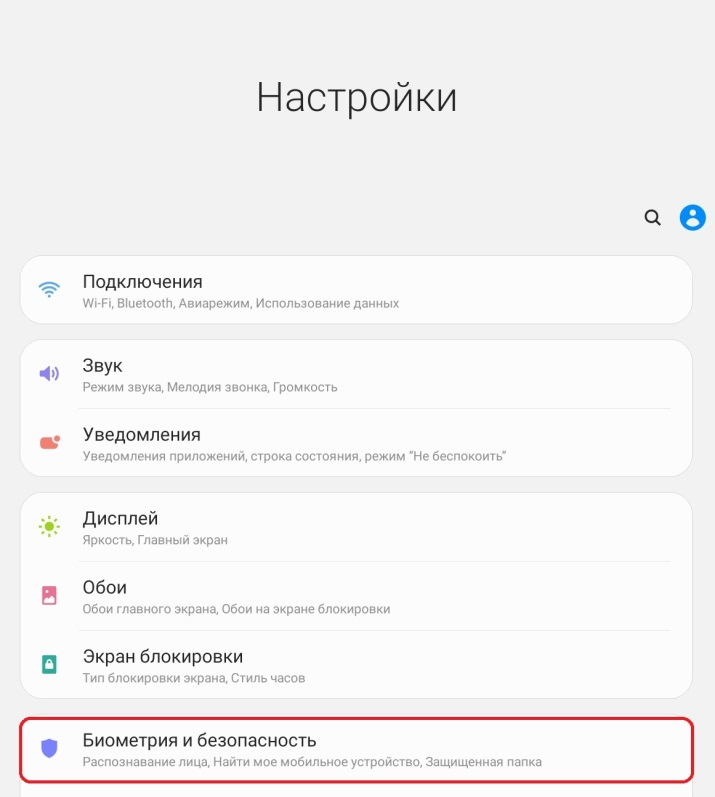 Настройки
Подключения
Wi-Fi, Bluetooth, Авиарежим, Использование данных
Звук
Режим звука, Мелодия звонка, Громкость
Уведомления
Уведомления приложений, строка состояния, режим “Не беспокоить”
Дисплей
Яркость, Главный экран
Обои
Обои главного экрана, Обои на экране блокировки
Экран блокировки
Тип блокировки экрана, Стиль часов
Биометрия и безопасность
Распознавание лица, Найти мое мобильное устройство, Защищенная папка